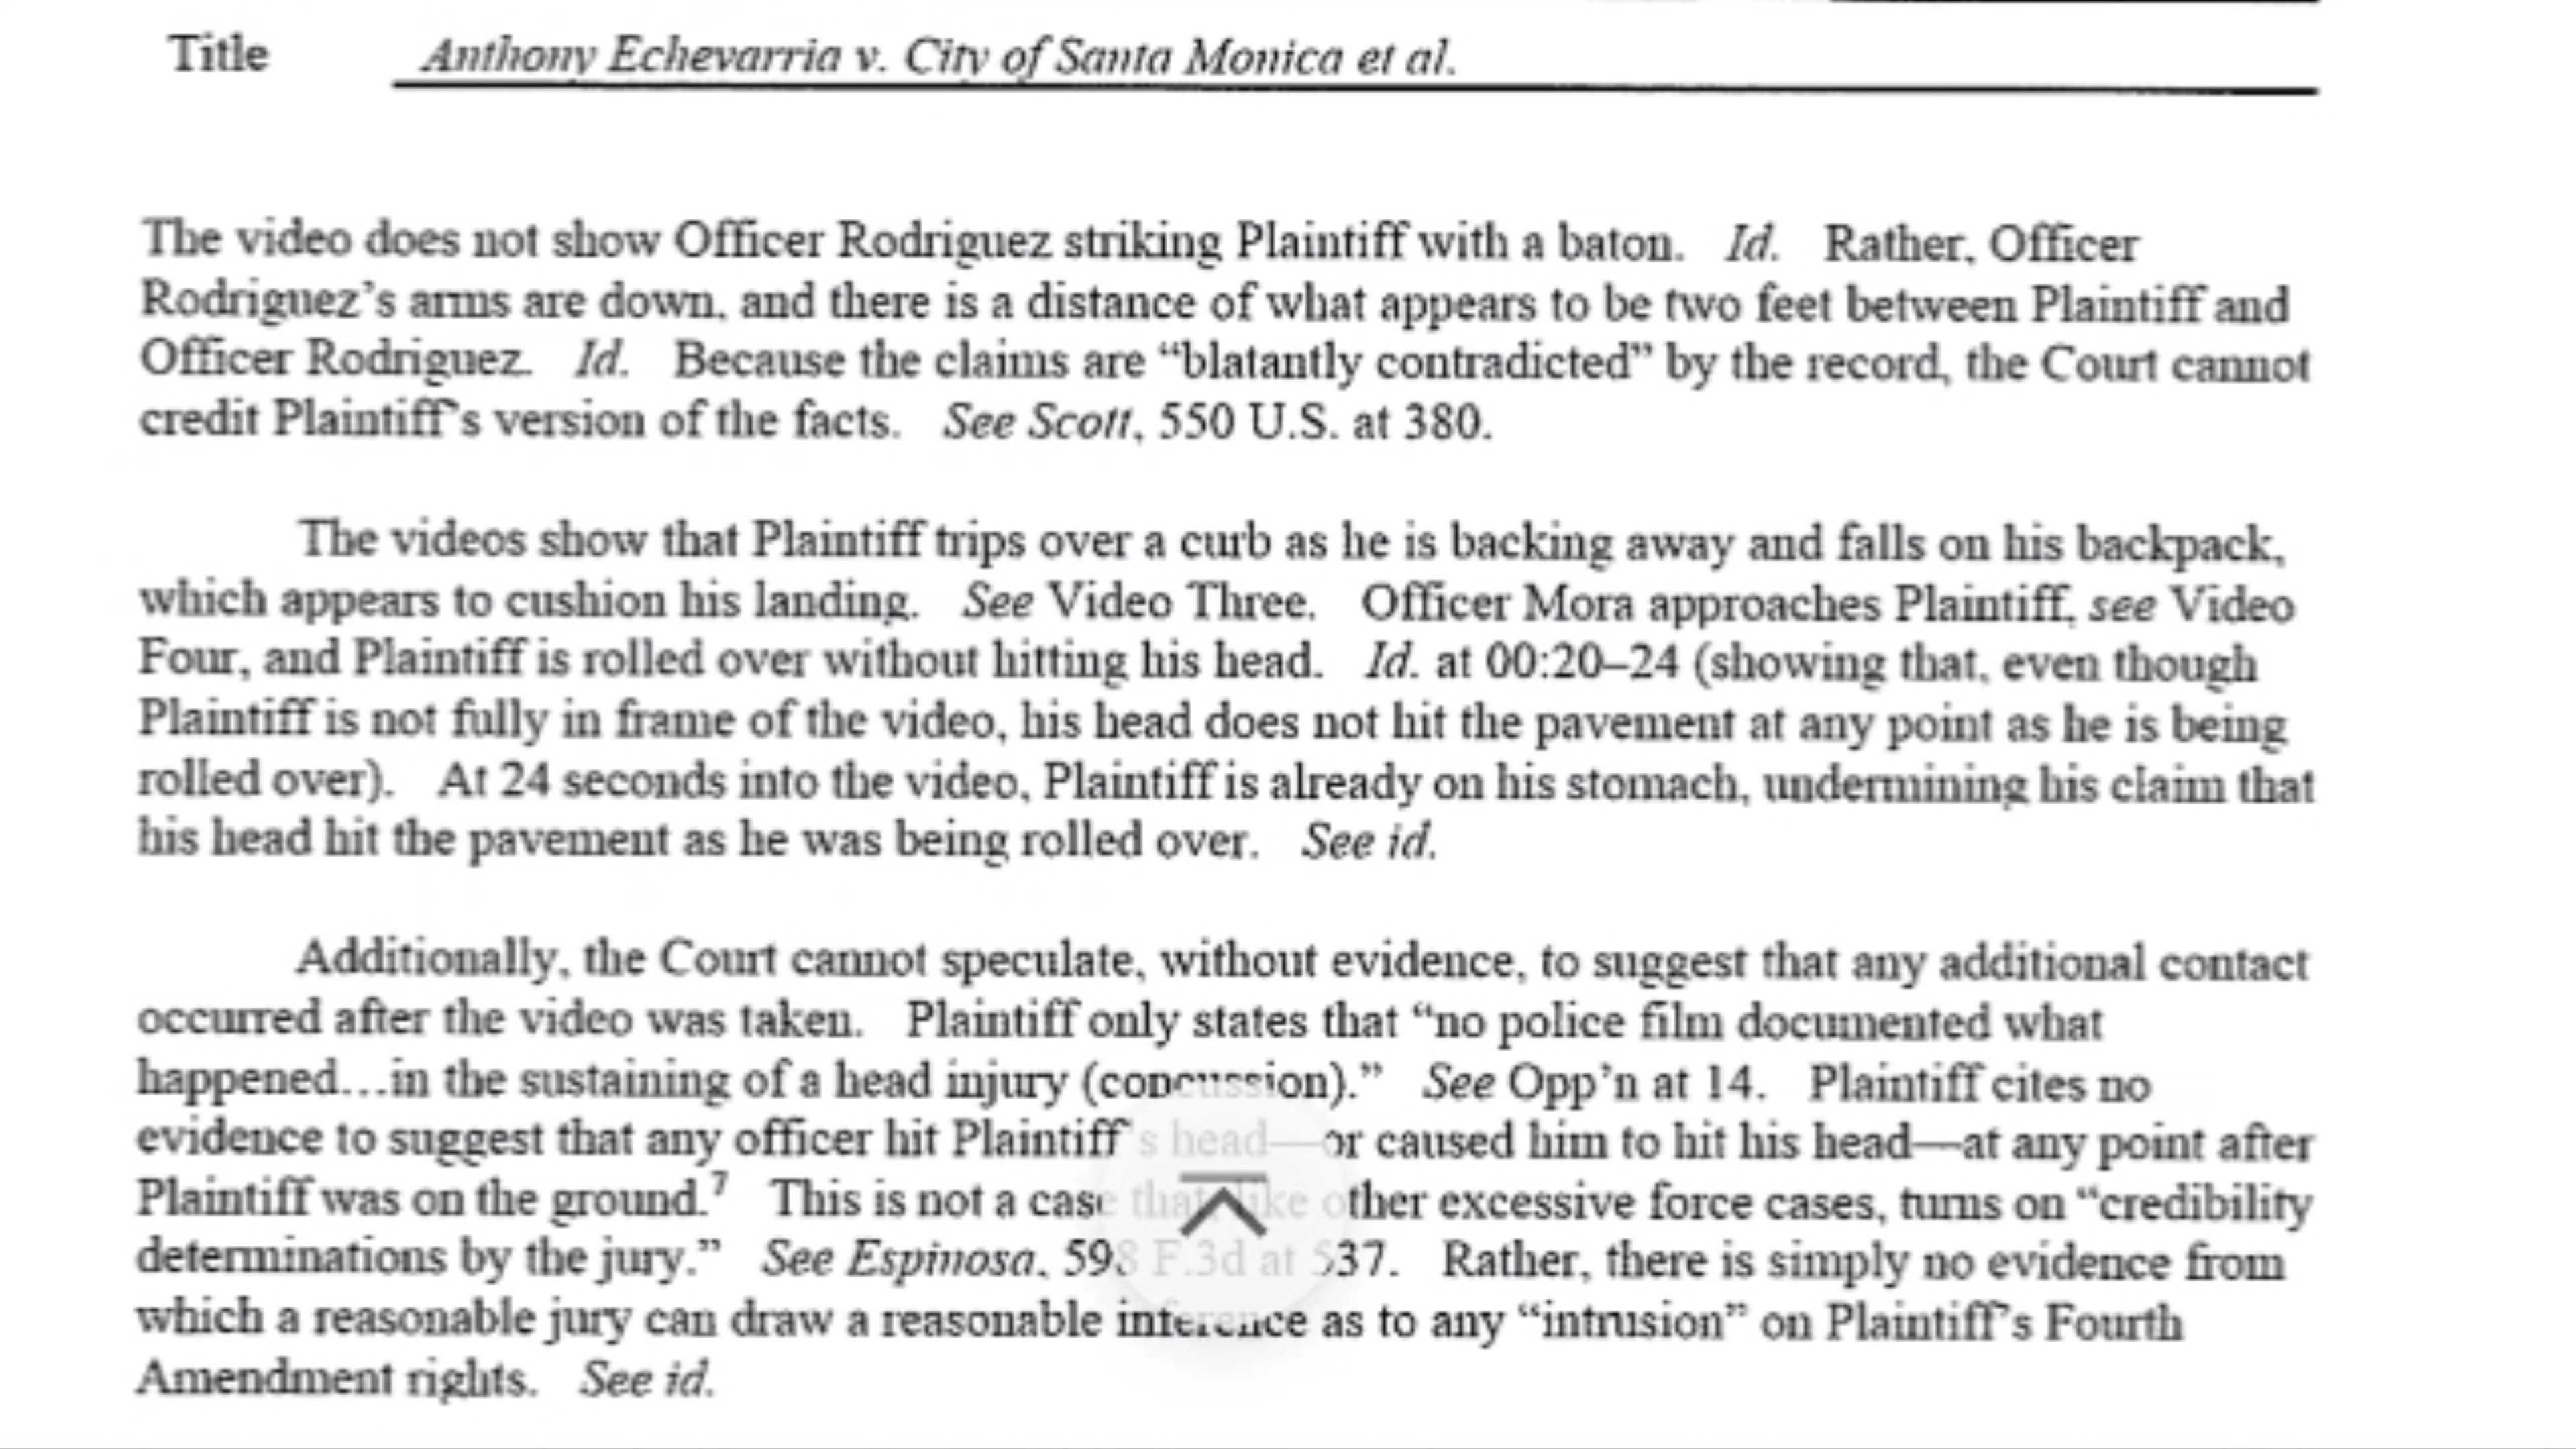 Title Anthony Echevarria v. City of Santa Monica et al.
The video does not show Officer Rodriguez striking Plaintiff with a baton. Id. Rather, Officer
Rodriguez's arms are down, and there is a distance of what appears to be two feet between Plaintiff and
Officer Rodriguez. Id. Because the claims are “blatantly contradicted” by the record, the Court cannot
credit Plaintiff's version of the facts. See Scott, 550 U.S. at 380.
The videos show that Plaintiff trips over a curb as he is backing away and falls on his backpack,
which appears to cushion his landing. See Video Three. Officer Mora approaches Plaintiff, see Video
Four, and Plaintiff is rolled over without hitting his head. Id. at 00:20–24 (showing that, even though
Plaintiff is not fully in frame of the video, his head does not hit the pavement at any point as he is being
rolled over). At 24 seconds into the video, Plaintiff is already on his stomach, undermining his claim that
his head hit the pavement as he was being rolled over. See id.
Additionally, the Court cannot speculate, without evidence, to suggest that any additional contact
occurred after the video was taken. Plaintiff only states that “no police film documented what
happened…in the sustaining of a head injury (concussion).” See Opp'n at 14. Plaintiff cites no
evidence to suggest that any officer hit Plaintiff's head—or caused him to hit his head—at any point after
Plaintiff was on the ground.7 This is not a case that, like other excessive force cases, turns on “credibility
determinations by the jury.” See Espinosa, 598 F.3d at 537. Rather, there is simply no evidence from
which a reasonable jury can draw a reasonable inference as to any “intrusion” on Plaintiff's Fourth
Amendment rights. See id.